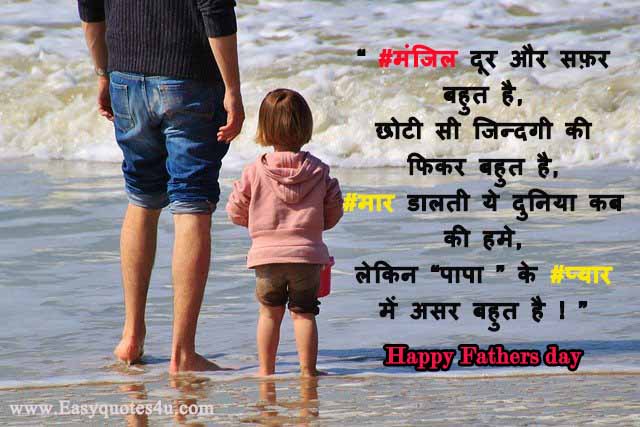 “ #मंजिल दूर और सफ़र
बहुत है,
छोटी सी जिन्दगी की
फिकर बहुत है,
#मार डालती ये दुनिया कब
की हमे,
लेकिन “पापा ” के #प्यार
में असर बहुत है ! ”
Happy Fathers day
www.Easyquotes4u.com